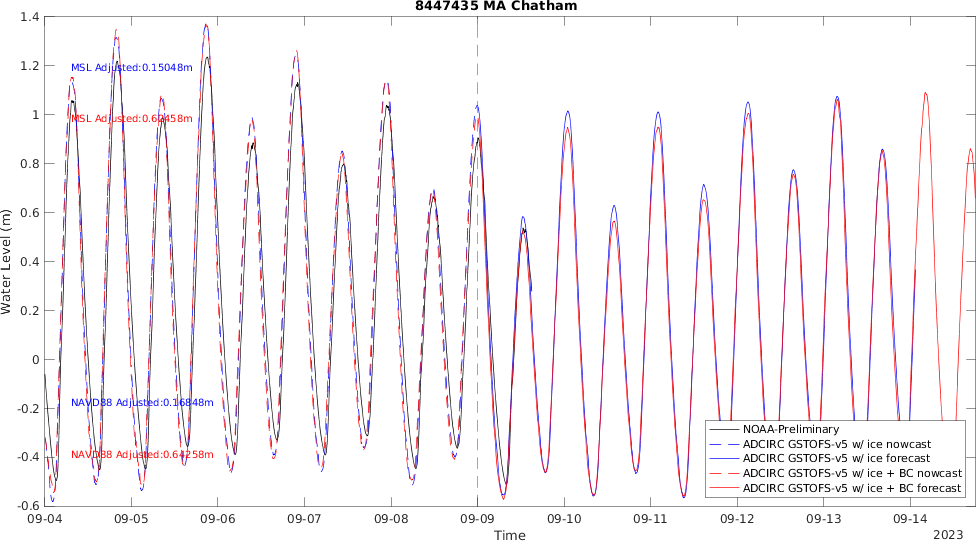 8447435 MA Chatham
1.4
1.2
1
0.8
0.6
0.4
0.2
0
-0.2
-0.4
-0.6
Water Level (m)
MSL Adjusted:0.15048m
MSL Adjusted:0.62458m
NAVD88 Adjusted:0.16848m
NAVD88 Adjusted:0.64258m
NOAA-Preliminary
ADCIRC GSTOFS-v5 w/ ice nowcast
ADCIRC GSTOFS-v5 w/ ice forecast
ADCIRC GSTOFS-v5 w/ ice + BC nowcast
ADCIRC GSTOFS-v5 w/ ice + BC forecast
09-04 09-05 09-06 09-07 09-08 09-09 09-10 09-11 09-12 09-13 09-14
Time
2023